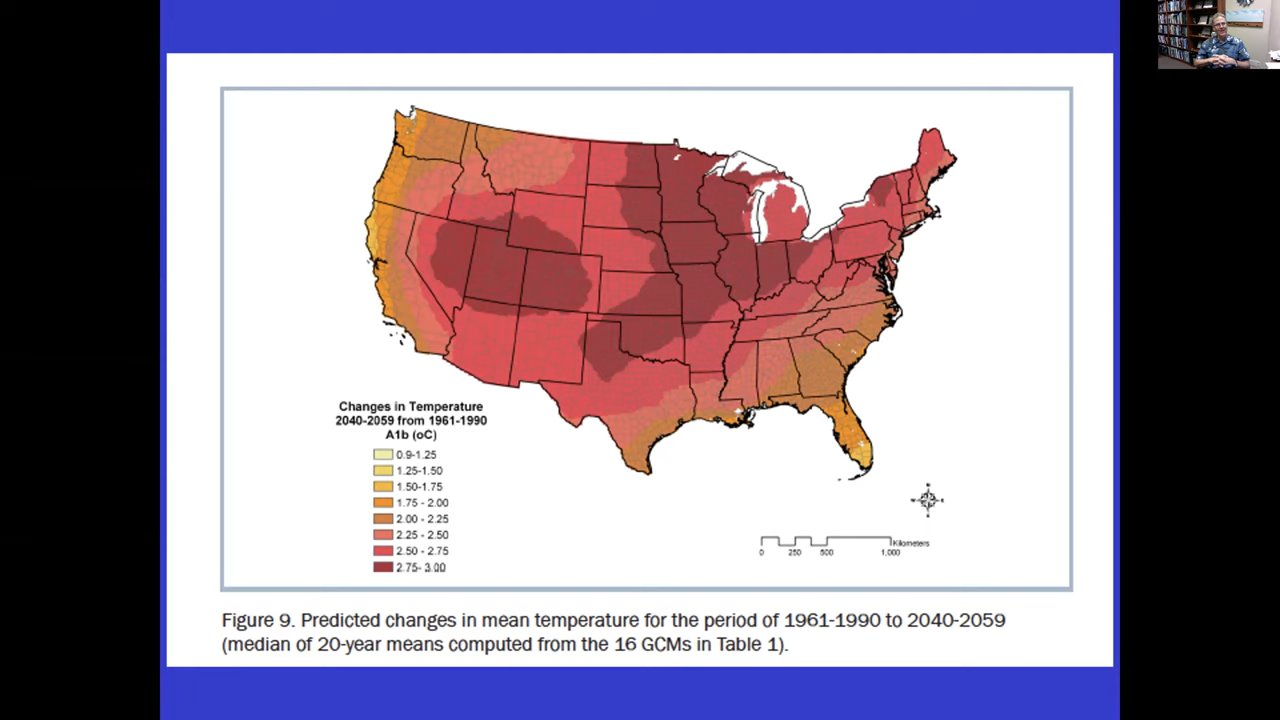 Changes in Temperature
2040-2059 from 1961-1990
A1b (oC)
0.9-1.25
1.25-1.50
1.50-1.75
1.75 - 2.00
2.00 - 2.25
2.25 - 2.50
2.50 - 2.75
2.75- 3.00
N
W E
S
Kilometers
0 250 500 1,000
Figure 9. Predicted changes in mean temperature for the period of 1961-1990 to 2040-2059
(median of 20-year means computed from the 16 GCMs in Table 1).